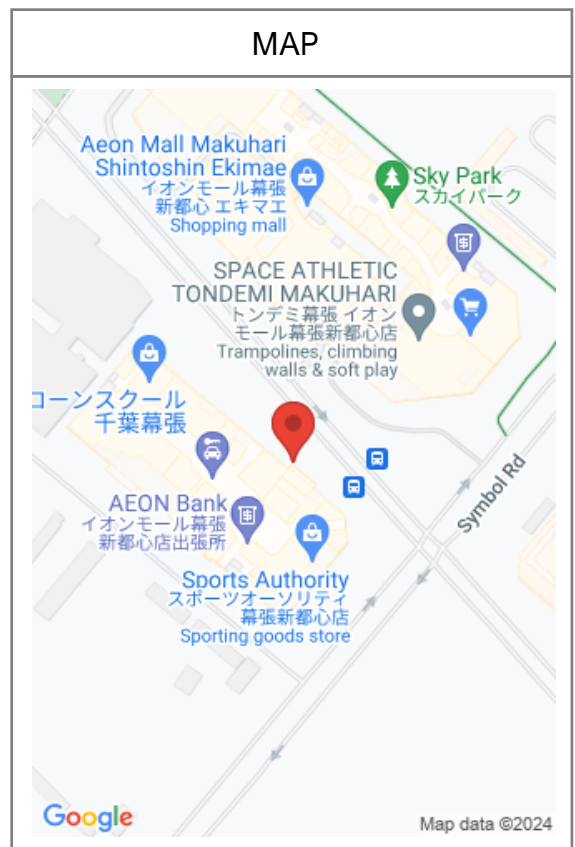 MAP
Aeon Mall Makuhari
Shintoshin Ekimae
イオンモール幕張
新都心 エキマエ
Shopping mall
Sky Park
スカイパーク
SPACE ATHLETIC
TONDEMI MAKUHARI
トンデミ幕張 イオン
モール幕張新都心店
Trampolines, climbing
walls & soft play
ローンスクール
千葉幕張
AEON Bank
イオンモール幕張
新都心店出張所
Symbol Rd
Sports Authority
スポーツオーソリティ
幕張新都心店
Sporting goods store
Google
Map data ©2024